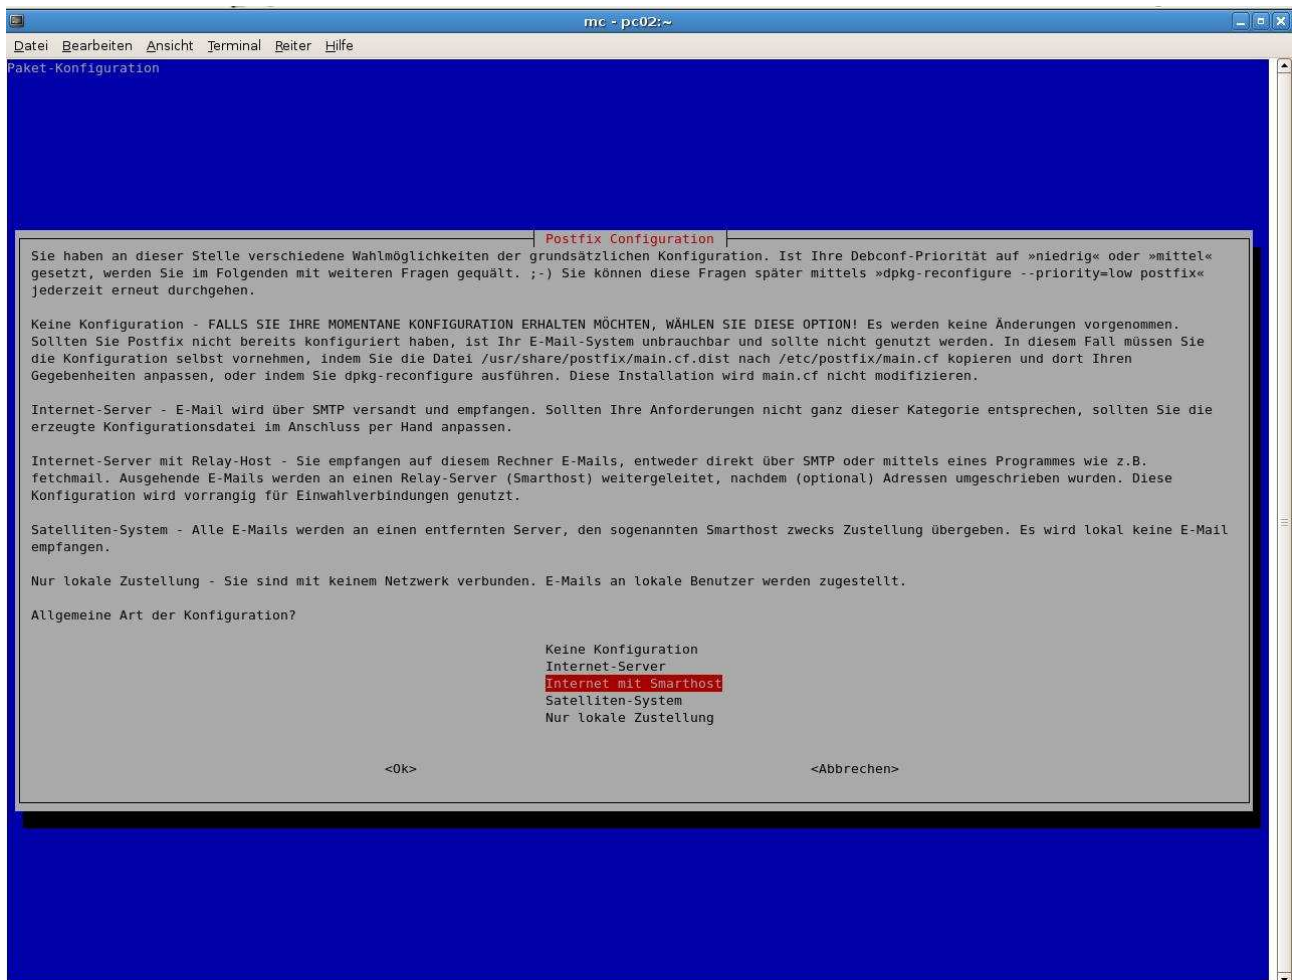 mc - pc02:~
Datei Bearbeiten Ansicht Terminal Reiter Hilfe
Paket-Konfiguration
Postfix Configuration
Sie haben an dieser Stelle verschiedene Wahlmöglichkeiten der grundsätzlichen Konfiguration. Ist Ihre Debconf-Priorität auf »niedrig« oder »mittel«
gesetzt, werden Sie im Folgenden mit weiteren Fragen gequält. ;-) Sie können diese Fragen später mittels »dpkg-reconfigure --priority=low postfix«
jederzeit erneut durchgehen.
Keine Konfiguration - FALLS SIE IHRE MOMENTANE KONFIGURATION ERHALTEN MÖCHTEN, WÄHLEN SIE DIESE OPTION! Es werden keine Änderungen vorgenommen.
Sollten Sie Postfix nicht bereits konfiguriert haben, ist Ihr E-Mail-System unbrauchbar und sollte nicht genutzt werden. In diesem Fall müssen Sie
die Konfiguration selbst vornehmen, indem Sie die Datei /usr/share/postfix/main.cf.dist nach /etc/postfix/main.cf kopieren und dort Ihren
Gegebenheiten anpassen, oder indem Sie dpkg-reconfigure ausführen. Diese Installation wird main.cf nicht modifizieren.
Internet-Server - E-Mail wird über SMTP versandt und empfangen. Sollten Ihre Anforderungen nicht ganz dieser Kategorie entsprechen, sollten Sie die
erzeugte Konfigurationsdatei im Anschluss per Hand anpassen.
Internet-Server mit Relay-Host - Sie empfangen auf diesem Rechner E-Mails, entweder direkt über SMTP oder mittels eines Programmes wie z.B.
fetchmail. Ausgehende E-Mails werden an einen Relay-Server (Smarthost) weitergeleitet, nachdem (optional) Adressen umgeschrieben wurden. Diese
Konfiguration wird vorrangig für Einwahlverbindungen genutzt.
Satelliten-System - Alle E-Mails werden an einen entfernten Server, den sogenannten Smarthost zwecks Zustellung übergeben. Es wird lokal keine E-Mail
empfangen.
Nur lokale Zustellung - Sie sind mit keinem Netzwerk verbunden. E-Mails an lokale Benutzer werden zugestellt.
Allgemeine Art der Konfiguration?
Keine Konfiguration
Internet-Server
Internet mit Smarthost
Satelliten-System
Nur lokale Zustellung
<Ok> <Abbrechen>